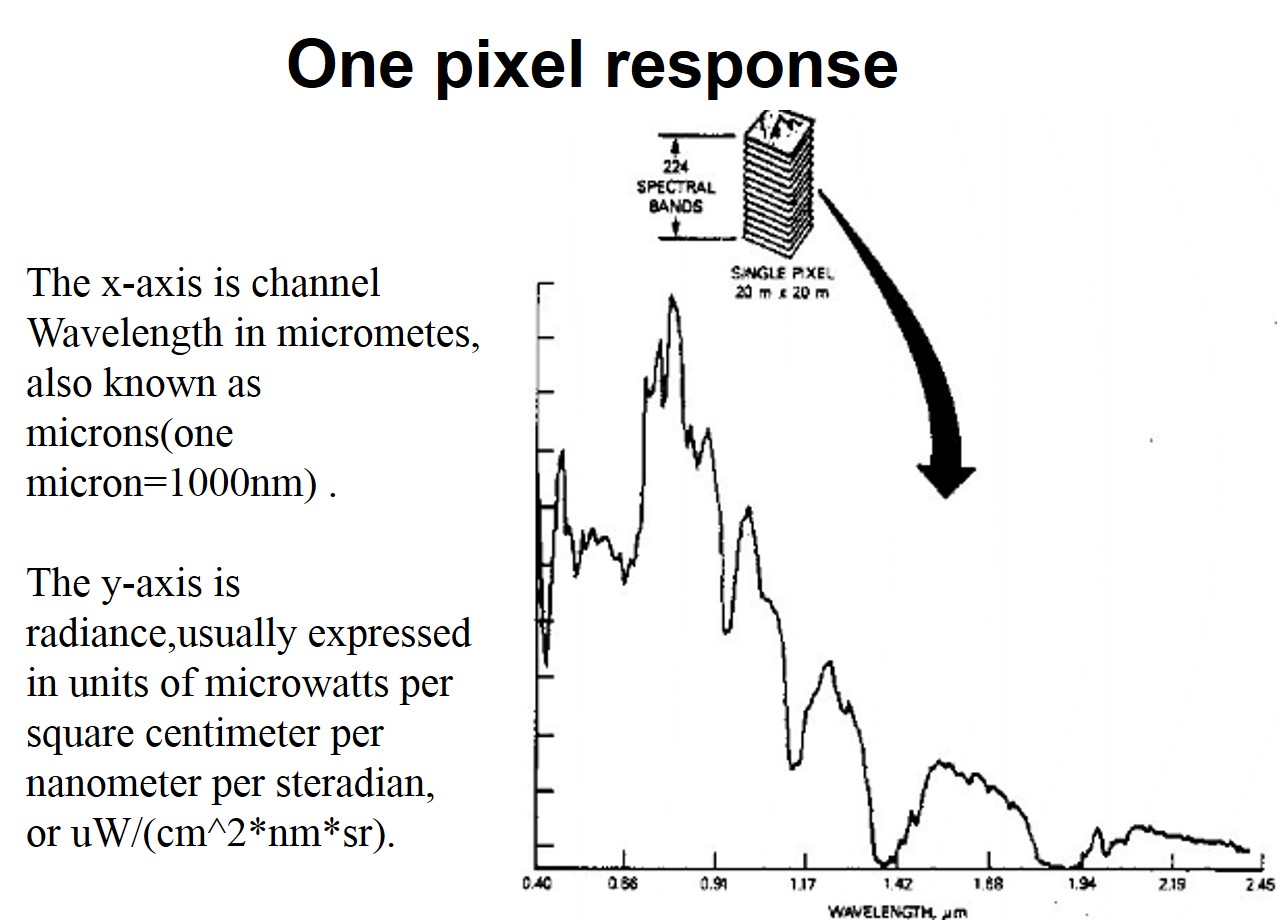 One pixel response
224
SPECTRAL
BANDS
SINGLE PIXEL
20 m x 20 m
The x-axis is channel
Wavelength in micrometes,
also known as
microns(one
micron=1000nm) .
The y-axis is
radiance,usually expressed
in units of microwatts per
square centimeter per
nanometer per steradian,
or uW/(cm^2*nm*sr).
0.40 0.66 0.91 1.17 1.42 1.68 1.94 2.19 2.45
WAVELENGTH, µm